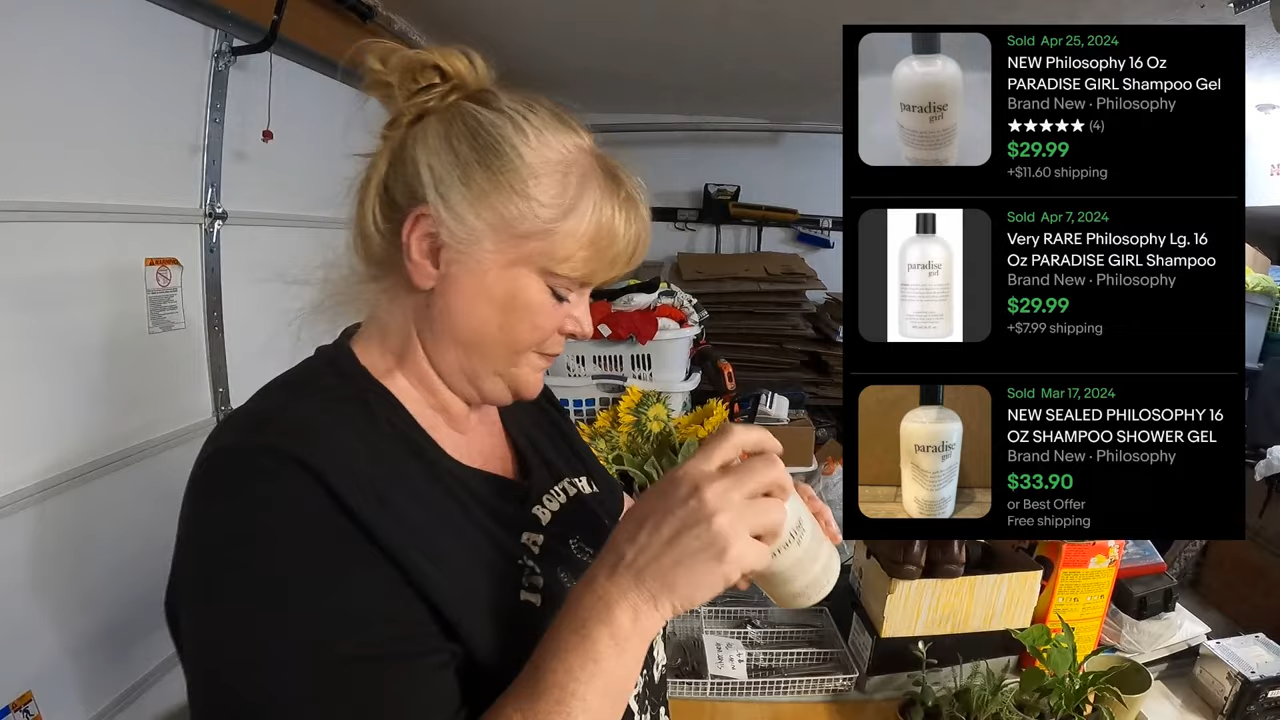 Sold Apr 25, 2024
NEW Philosophy 16 Oz
PARADISE GIRL Shampoo Gel
Brand New · Philosophy
★★★★★ (4)
$29.99
+$11.60 shipping
paradise
girl
Sold Apr 7, 2024
Very RARE Philosophy Lg. 16
Oz PARADISE GIRL Shampoo
Brand New · Philosophy
$29.99
+$7.99 shipping
paradise
girl
Sold Mar 17, 2024
NEW SEALED PHILOSOPHY 16
OZ SHAMPOO SHOWER GEL
Brand New · Philosophy
$33.90
or Best Offer
Free shipping
paradise
girl
IT'S A BOUT
paradise
girl